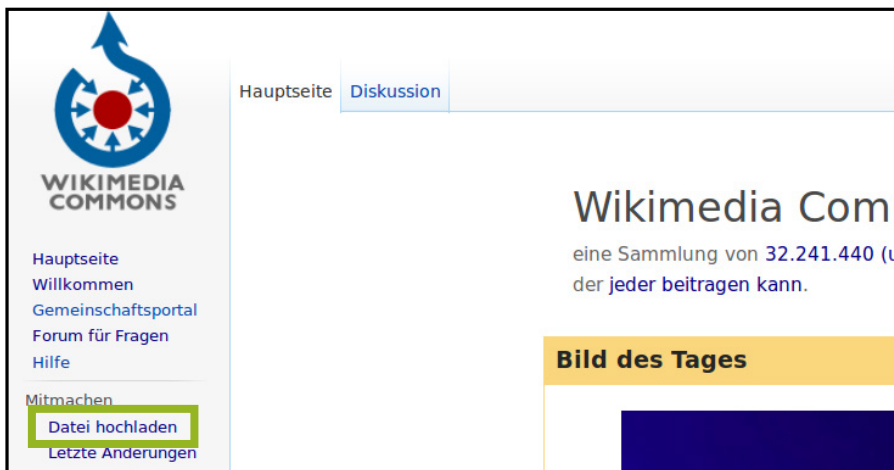 WIKIMEDIA
COMMONS
Hauptseite
Willkommen
Gemeinschaftsportal
Forum für Fragen
Hilfe
Mitmachen
Datei hochladen
Letzte Änderungen
Hauptseite Diskussion
Wikimedia Com
eine Sammlung von 32.241.440 (u
der jeder beitragen kann.
Bild des Tages